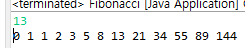 <terminated> Fibonacci [Java Application] C
13
0 1 1 2 3 5 8 13 21 34 55 89 144